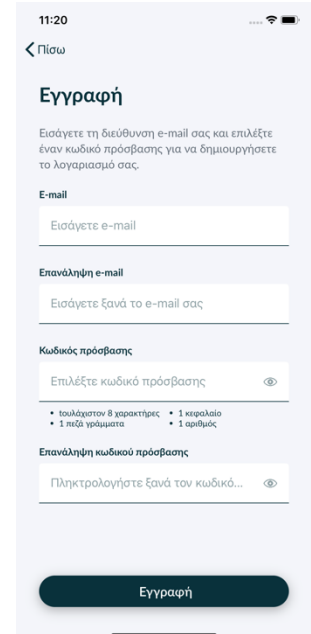 11:20
Πίσω
Εγγραφή
Εισάγετε τη διεύθυνση e-mail σας και επιλέξτε
έναν κωδικό πρόσβασης για να δημιουργήσετε
το λογαριασμό σας.
E-mail
Εισάγετε e-mail
Επανάληψη e-mail
Εισάγετε ξανά το e-mail σας
Κωδικός πρόσβασης
Επιλέξτε κωδικό πρόσβασης
• τουλάχιστον 8 χαρακτήρες • 1 κεφαλαίο
• 1 πεζά γράμματα • 1 αριθμός
Επανάληψη κωδικού πρόσβασης
Πληκτρολογήστε ξανά τον κωδικό...
Εγγραφή